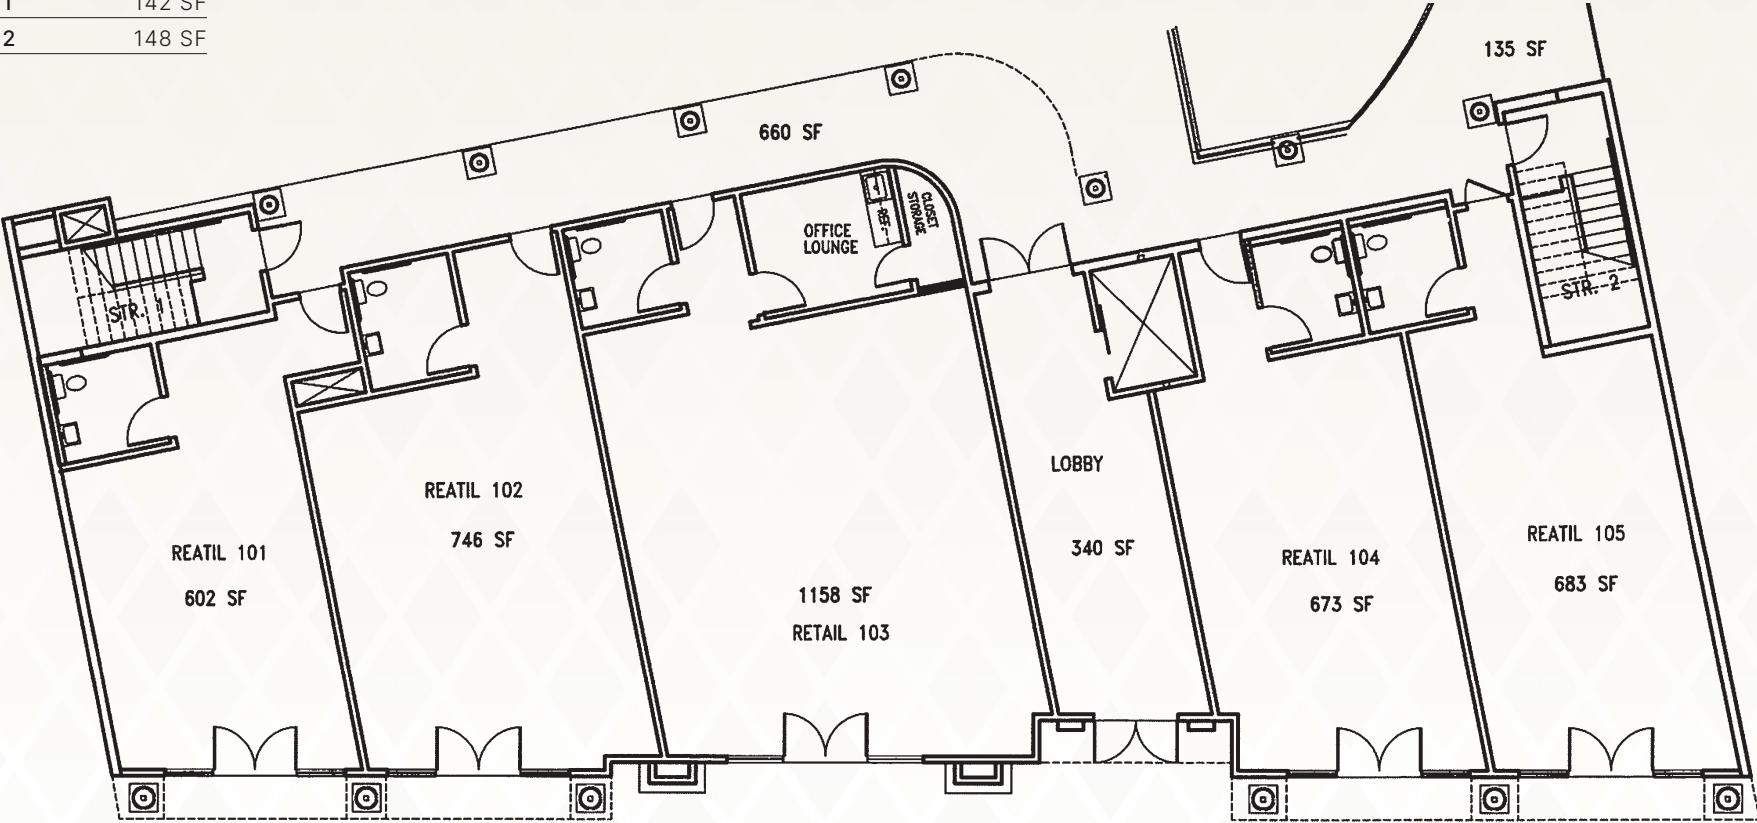 1 142 SF
2 148 SF
135 SF
660 SF
OFFICE
LOUNGE
REF.
CLOSET
STORAGE
STR. 1
STR. 2
LOBBY
340 SF
REATIL 101
602 SF
REATIL 102
746 SF
1158 SF
RETAIL 103
REATIL 104
673 SF
REATIL 105
683 SF